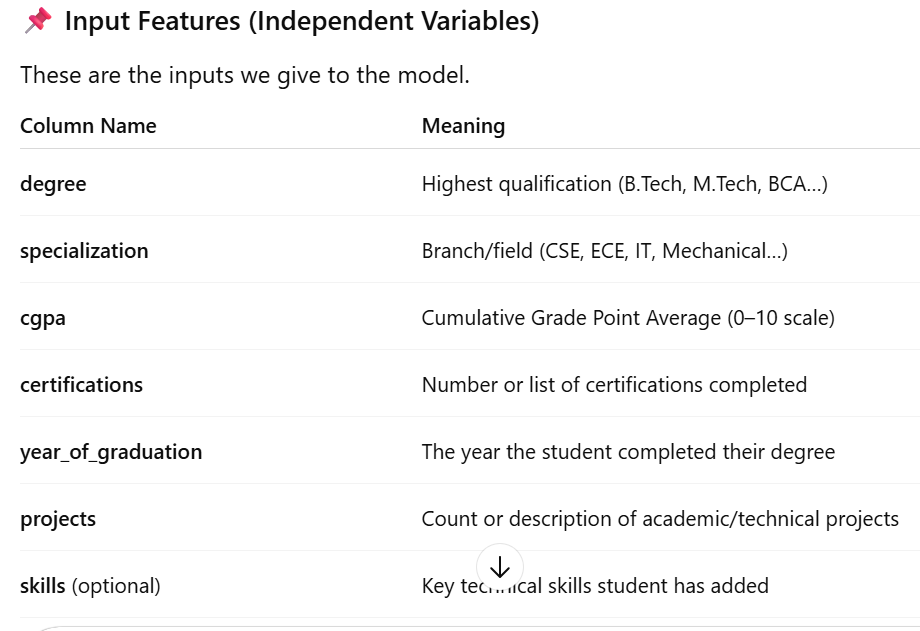 📌 Input Features (Independent Variables)
These are the inputs we give to the model.
Column Name Meaning
degree Highest qualification (B.Tech, M.Tech, BCA...)
specialization Branch/field (CSE, ECE, IT, Mechanical...)
cgpa Cumulative Grade Point Average (0–10 scale)
certifications Number or list of certifications completed
year_of_graduation The year the student completed their degree
projects Count or description of academic/technical projects
skills (optional) Key technical skills student has added